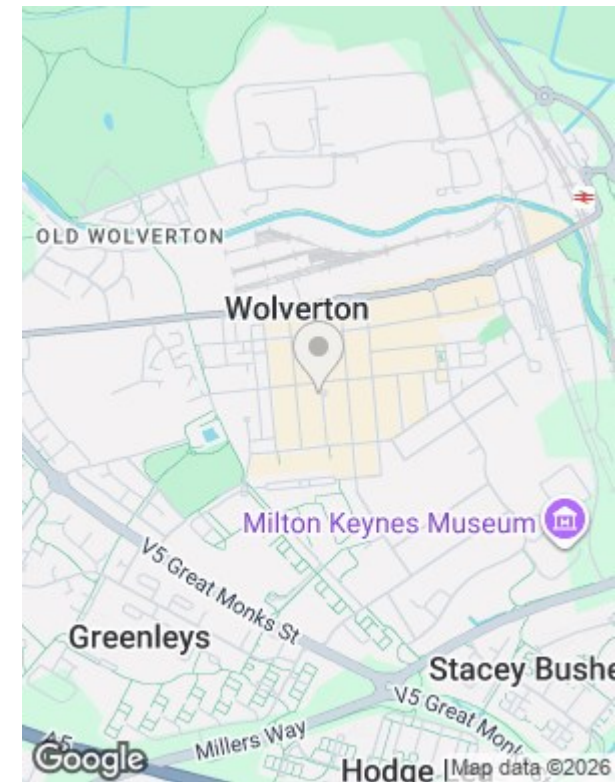 OLD WOLVERTON
Wolverton
Milton Keynes Museum
V5 Great Monks St
Greenleys
Stacey Bushe
V5 Great Monk
A5
Millers Way
Google
Hodge L
Map data ©2026